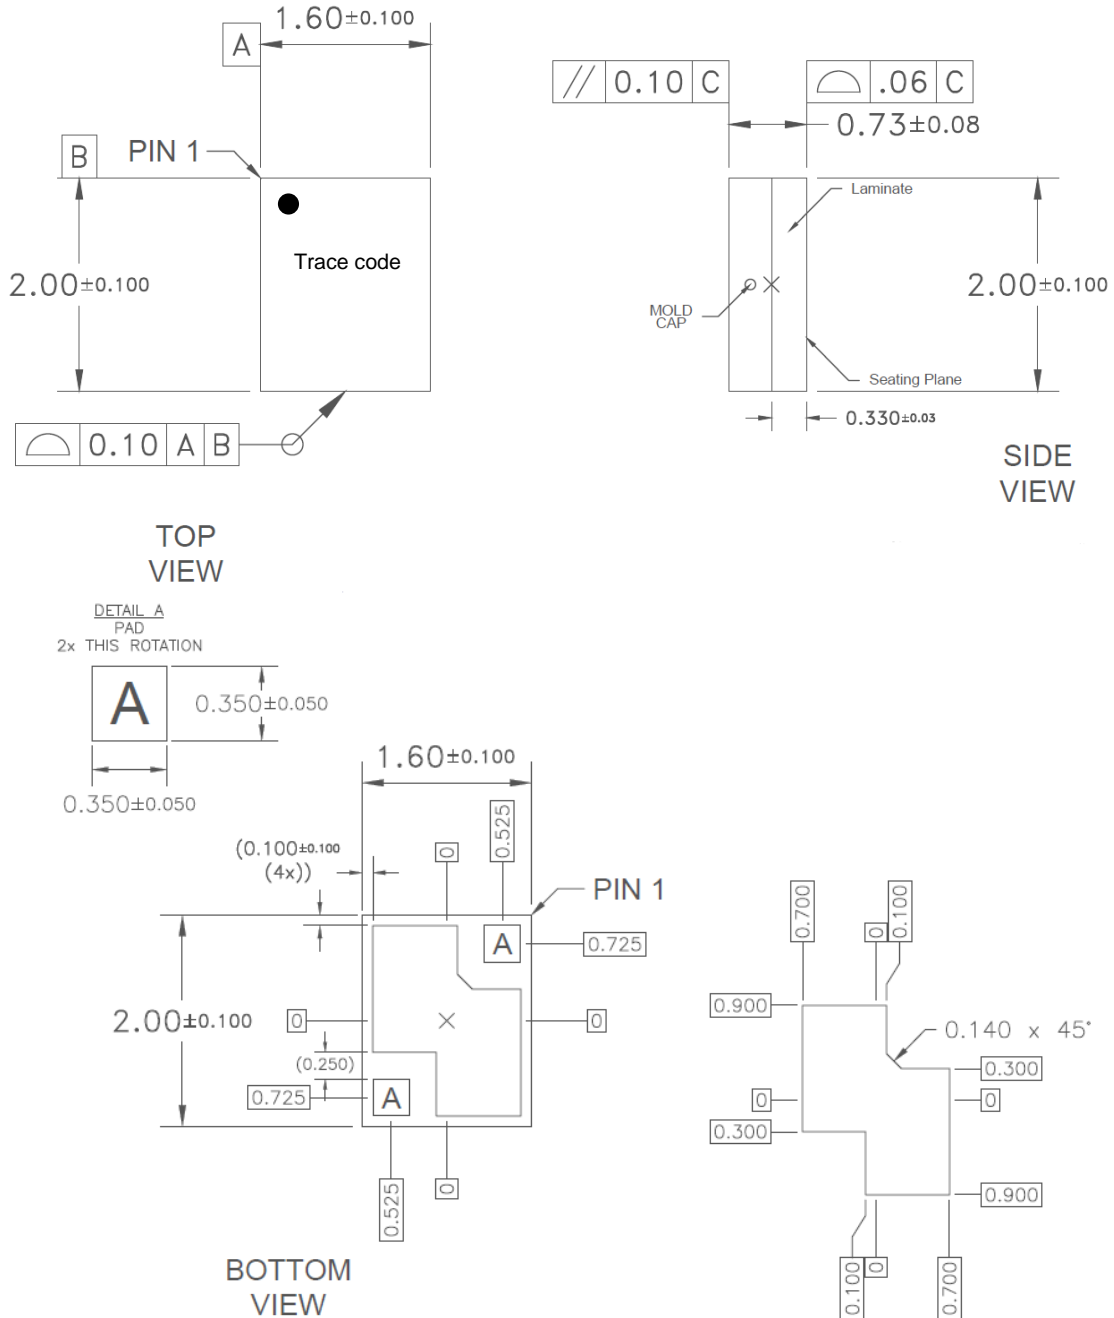 1.60±0.100
A
// 0.10 C
⌓ .06 C
0.73±0.08
B
PIN 1
Laminate
Trace code
2.00±0.100
2.00±0.100
MOLD
CAP
Seating Plane
0.330±0.03
⌓ 0.10 A B
SIDE
VIEW
TOP
VIEW
DETAIL A
PAD
2x THIS ROTATION
A
0.350±0.050
0.350±0.050
1.60±0.100
0.525
(0.100±0.100
(4x))
0
PIN 1
A
0.725
2.00±0.100
0
0
(0.250)
0.725
A
0.525
0
BOTTOM
VIEW
0.700
0
0.100
0.900
0.140 x 45°
0.300
0
0
0.300
0.900
0.100
0
0.700